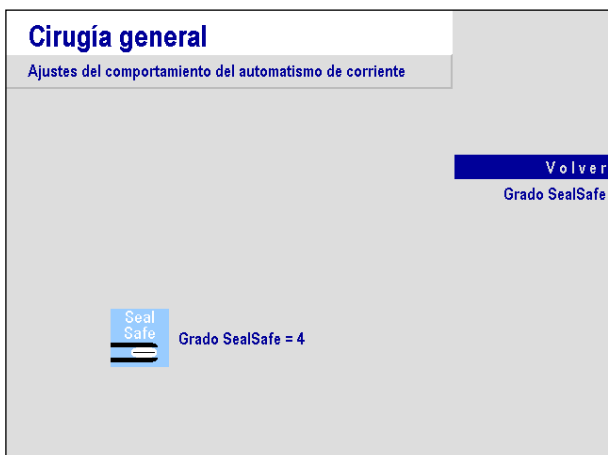 Cirugía general
Ajustes del comportamiento del automatismo de corriente
Volver
Grado SealSafe
Seal
Safe
Grado SealSafe = 4